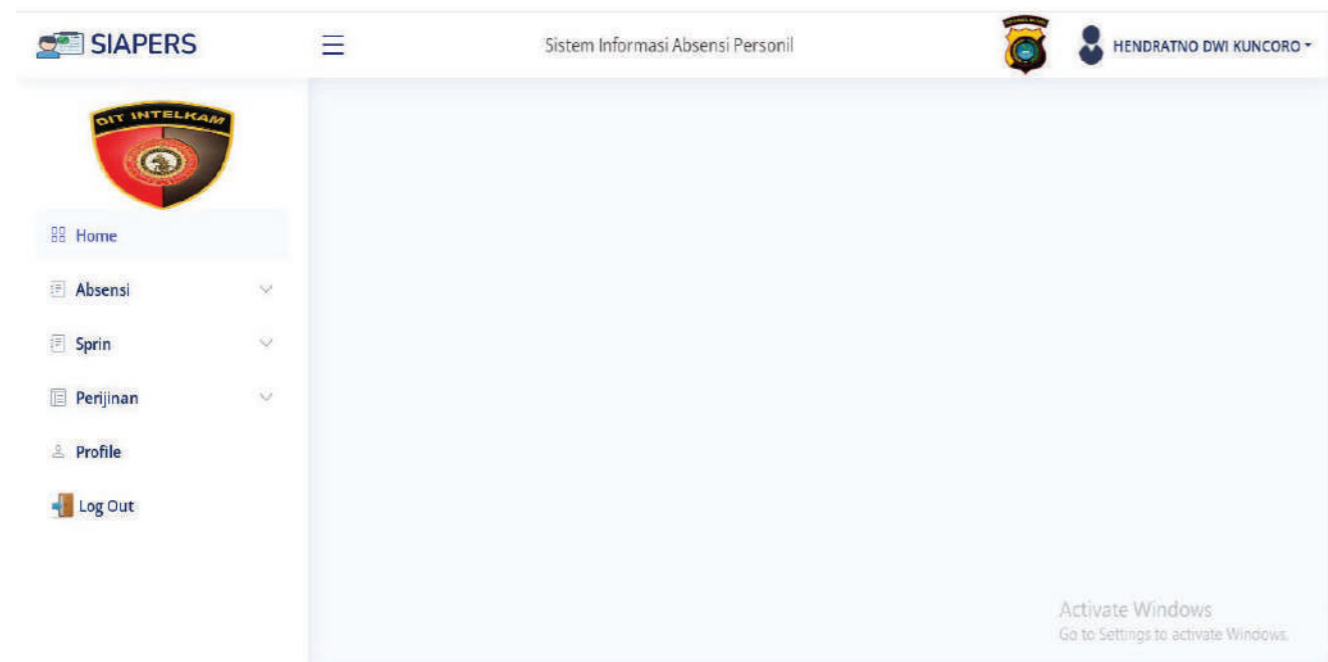 SIAPERS
Sistem Informasi Absensi Personil
HENDRATNO DWI KUNCORO
DIT INTELKAM
Home
Absensi
Sprin
Perijinan
Profile
Log Out
Activate Windows
Go to Settings to activate Windows.